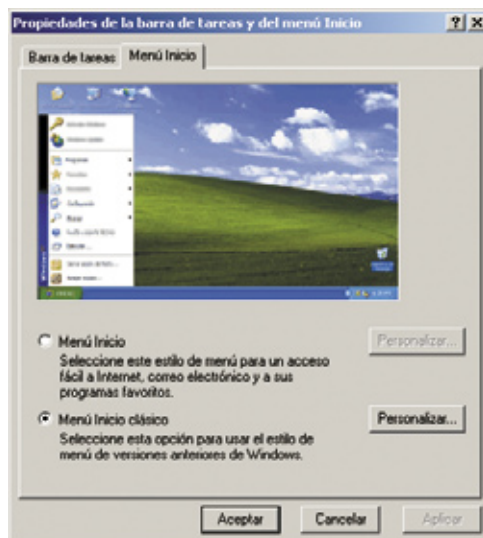 Propiedades de la barra de tareas y del menú Inicio
Barra de tareas
Menú Inicio
Menú Inicio
Personalizar...
Seleccione este estilo de menú para un acceso
fácil a Internet, correo electrónico y a sus
programas favoritos.
Menú Inicio clásico
Personalizar...
Seleccione esta opción para usar el estilo de
menú de versiones anteriores de Windows.
Aceptar
Cancelar
Aplicar